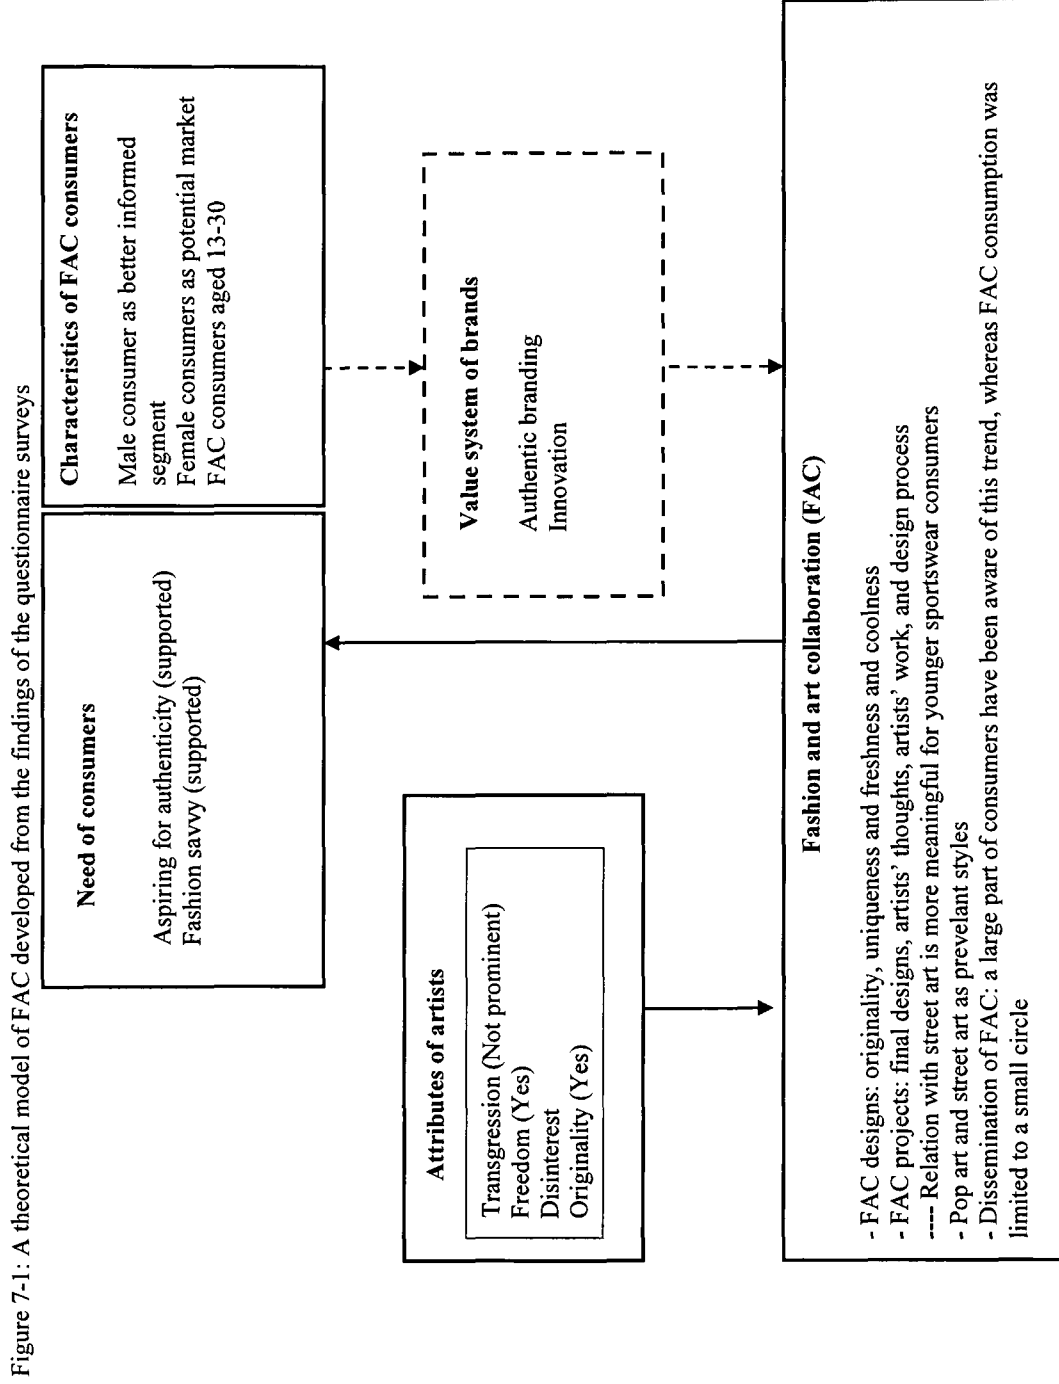 Figure 7-1: A theoretical model of FAC developed from the findings of the questionnaire surveys
Need of consumers
Aspiring for authenticity (supported)
Fashion savvy (supported)
Characteristics of FAC consumers
Male consumer as better informed
segment
Female consumers as potential market
FAC consumers aged 13-30
Attributes of artists
Transgression (Not prominent)
Freedom (Yes)
Disinterest
Originality (Yes)
Value system of brands
Authentic branding
Innovation
Fashion and art collaboration (FAC)
- FAC designs: originality, uniqueness and freshness and coolness
- FAC projects: final designs, artists' thoughts, artists' work, and design process
---- Relation with street art is more meaningful for younger sportswear consumers
- Pop art and street art as prevelant styles
- Dissemination of FAC: a large part of consumers have been aware of this trend, whereas FAC consumption was
limited to a small circle